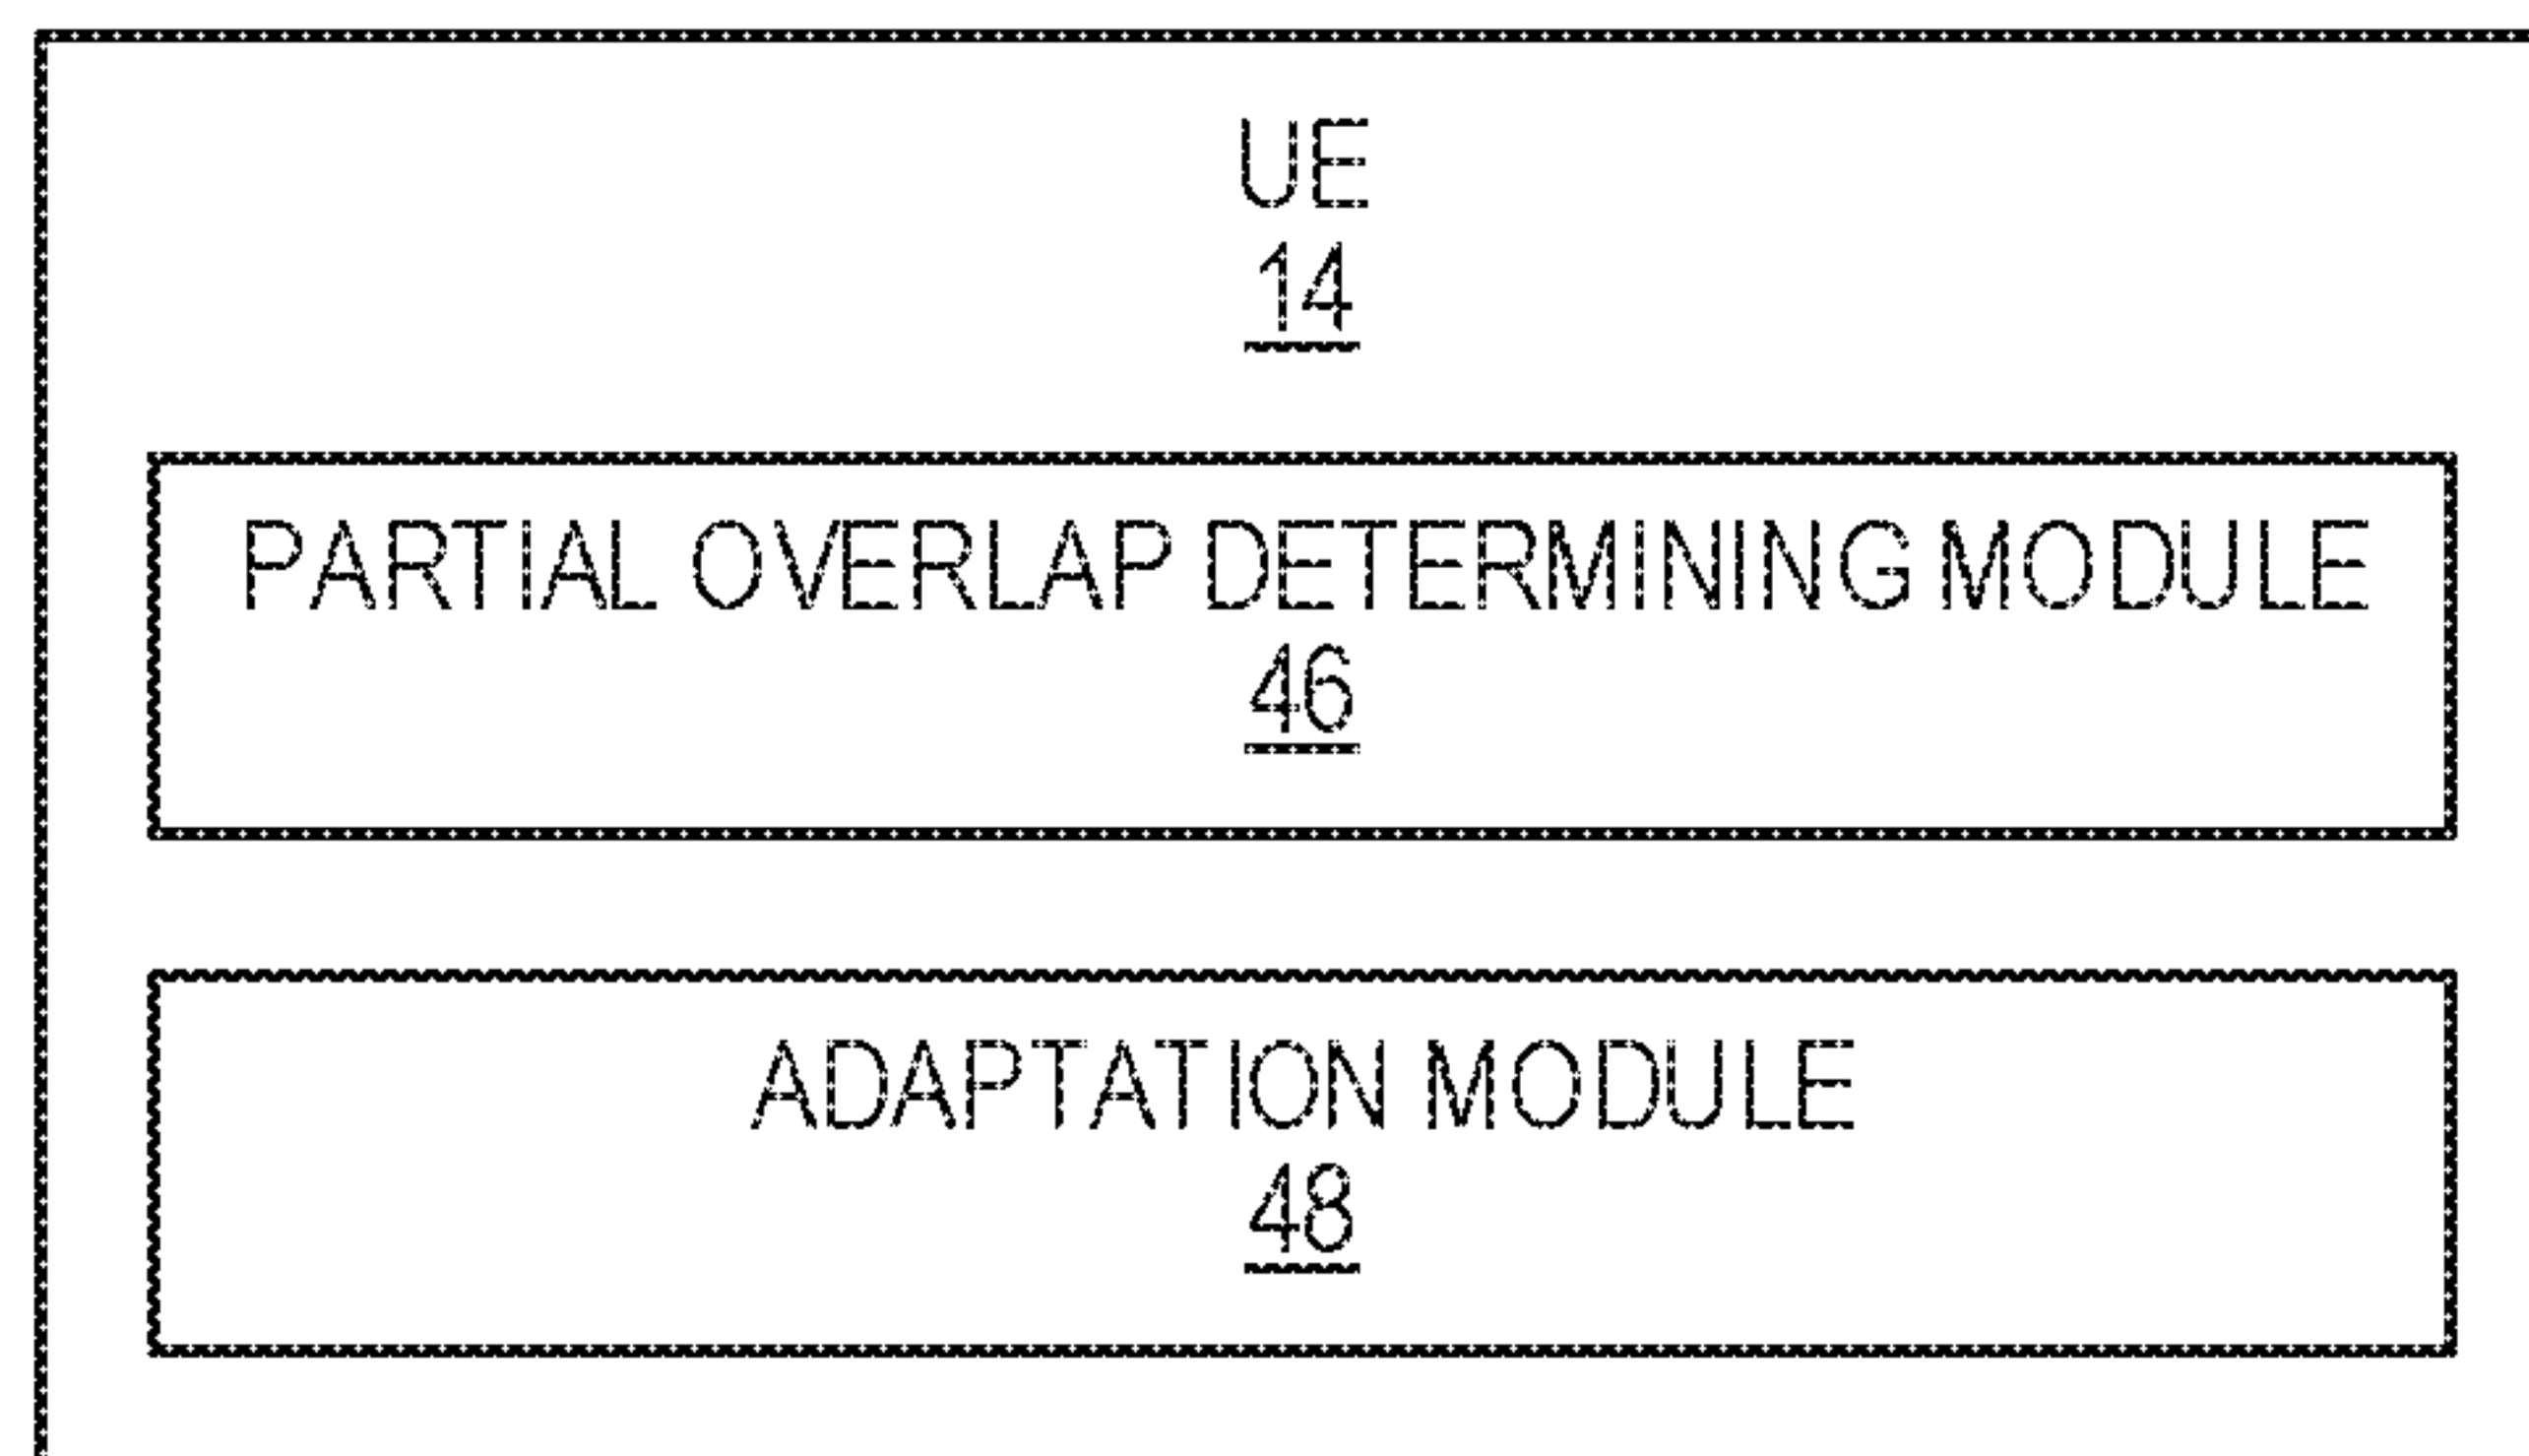 UE
14
PARTIAL OVERLAP DETERMINING MODULE
46
ADAPTATION MODULE
48